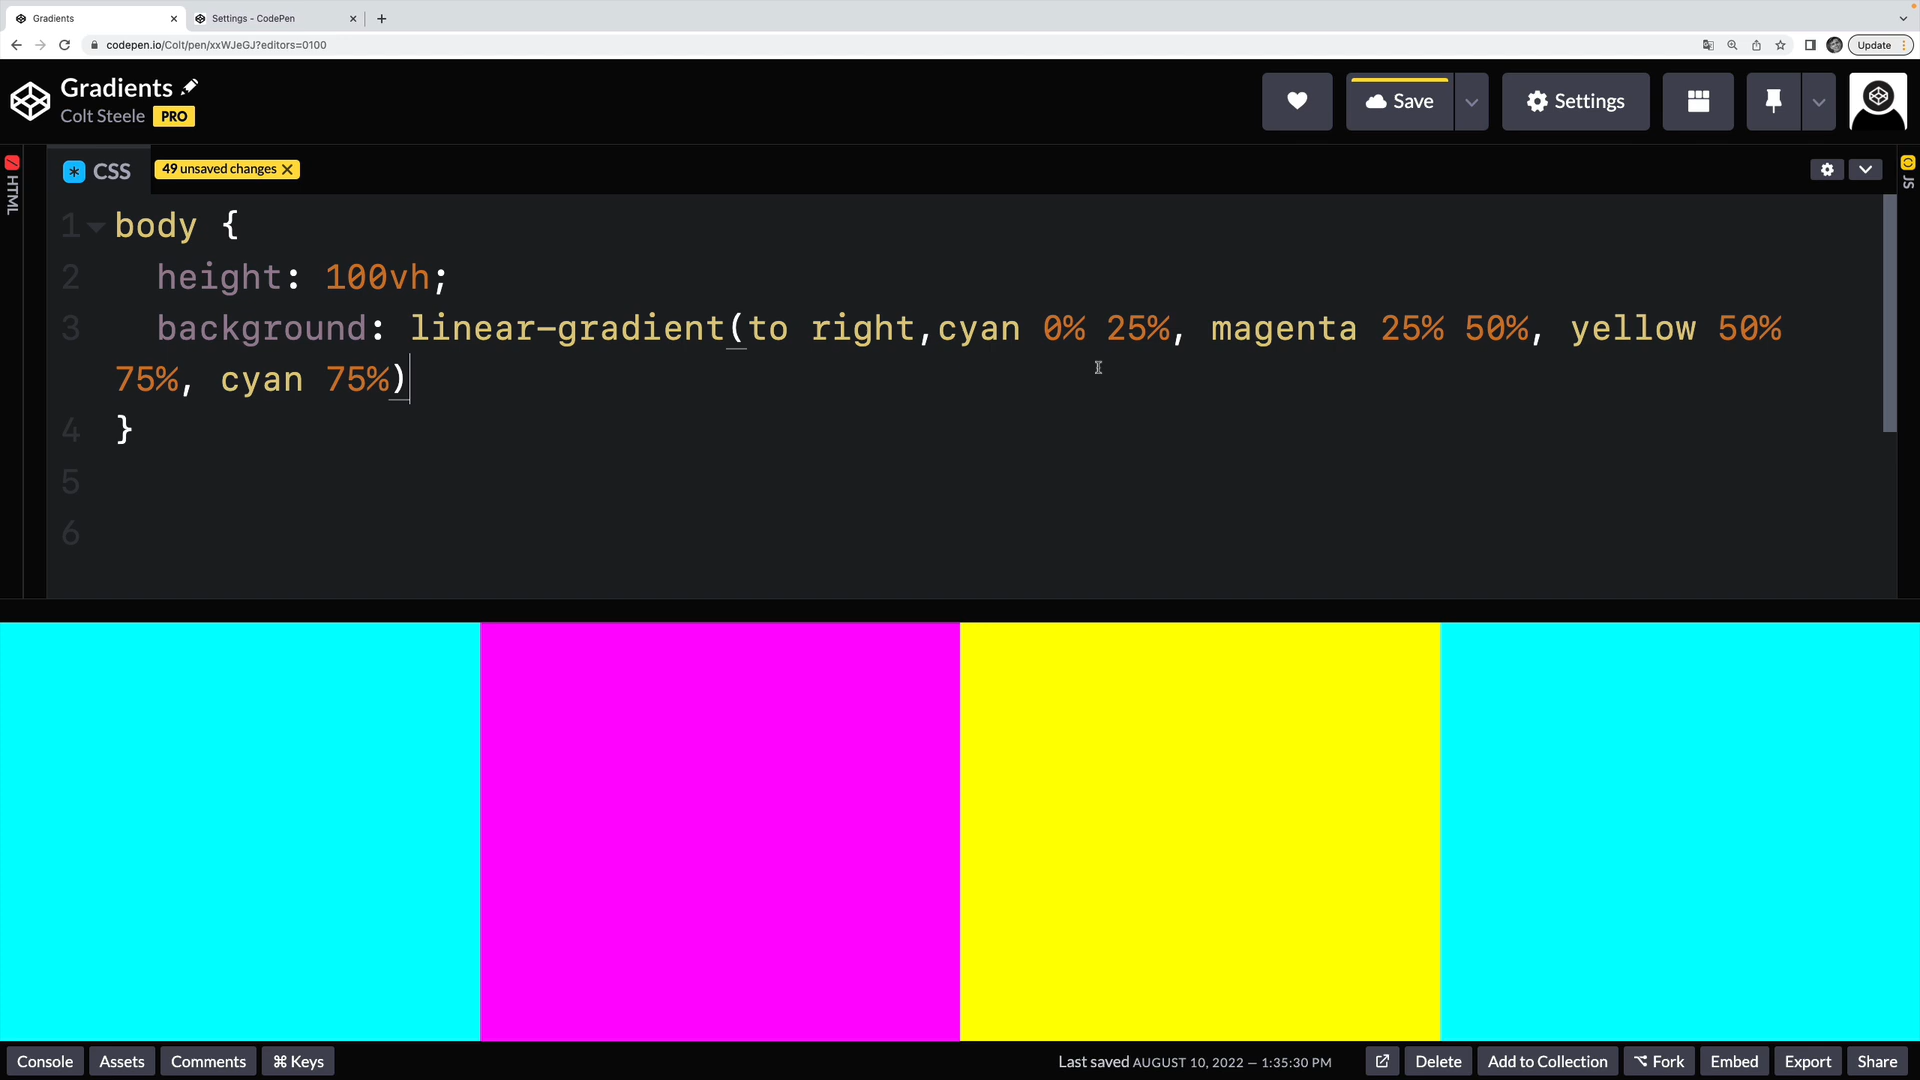 Gradients
Settings - CodePen
codepen.io/Colt/pen/xxWJeGJ?editors=0100
Update
Gradients
Colt Steele PRO
Save
Settings
HTML
CSS
49 unsaved changes
JS
1 body {
2 height: 100vh;
3 background: linear-gradient(to right,cyan 0% 25%, magenta 25% 50%, yellow 50%
75%, cyan 75%)
4 }
5
6
Console
Assets
Comments
⌘ Keys
Last saved AUGUST 10, 2022 — 1:35:30 PM
Delete
Add to Collection
⌥ Fork
Embed
Export
Share